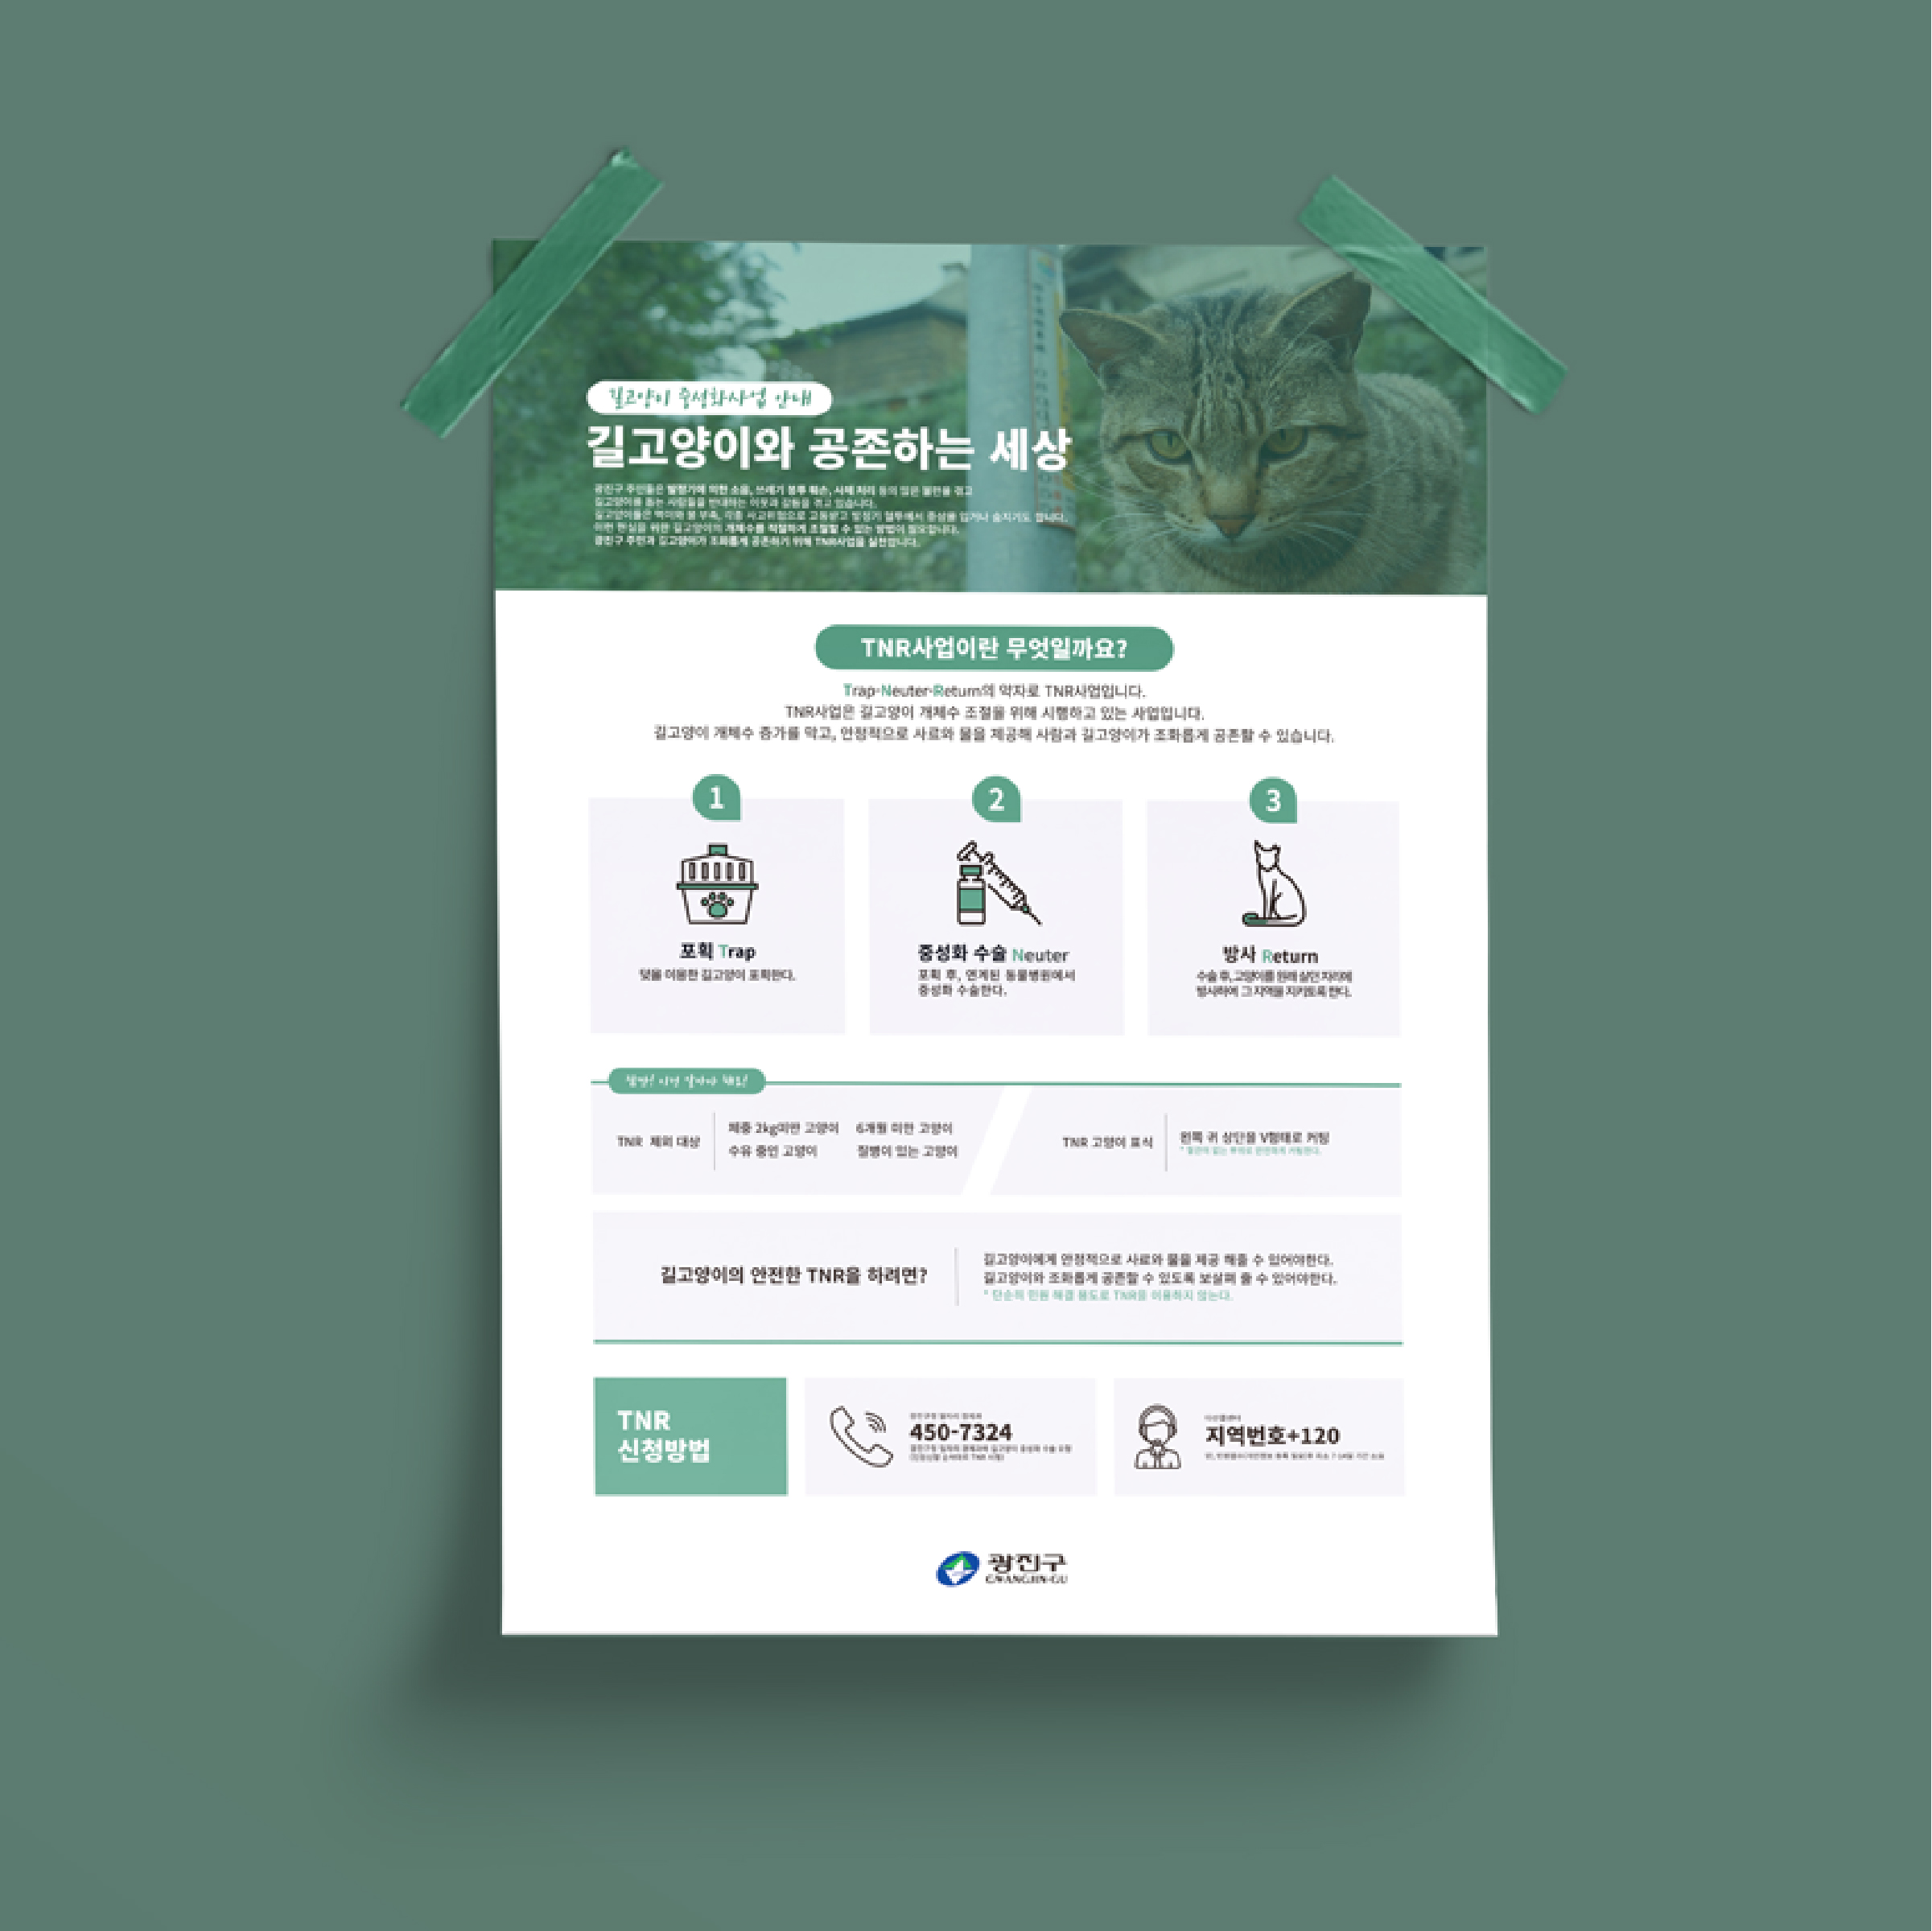 길고양이 중성화사업 안내
길고양이와 공존하는 세상
광진구 주민들은 발정기에 의한 소음, 쓰레기 봉투 훼손, 사체 처리 등의 많은 불만을 겪고
길고양이를 돕는 사람들을 반대하는 이웃과 갈등을 겪고 있습니다.
길고양이들은 먹이와 물 부족, 각종 사고위험으로 고통받고 발정기 혈투에서 중상을 입거나 숨지기도 합니다.
이런 현실을 위한 길고양이의 개체수를 적절하게 조절할 수 있는 방법이 필요합니다.
광진구 주민과 길고양이가 조화롭게 공존하기 위해 TNR사업을 실천합니다.
TNR사업이란 무엇일까요?
Trap-Neuter-Return의 약자로 TNR사업입니다.
TNR사업은 길고양이 개체수 조절을 위해 시행하고 있는 사업입니다.
길고양이 개체수 증가를 막고, 안정적으로 사료와 물을 제공해 사람과 길고양이가 조화롭게 공존할 수 있습니다.
1
포획 Trap
덫을 이용한 길고양이 포획한다.
2
중성화 수술 Neuter
포획 후, 연계된 동물병원에서
중성화 수술한다.
3
방사 Return
수술 후, 고양이를 원래 살던 자리에
방사하여 그 지역을 지키도록 한다.
TNR 제외 대상
체중 2kg미만 고양이 6개월 미만 고양이
수유 중인 고양이 질병이 있는 고양이
TNR 고양이 표식
왼쪽 귀 상단을 V형태로 커팅
길고양이의 안전한 TNR을 하려면?
길고양이에게 안정적으로 사료와 물을 제공 해줄 수 있어야한다.
길고양이와 조화롭게 공존할 수 있도록 보살펴 줄 수 있어야한다.
* 단순히 민원 해결 용도로 TNR을 이용하지 않는다.
TNR
신청방법
450-7324
지역번호+120
광진구
GWANGJIN-GU